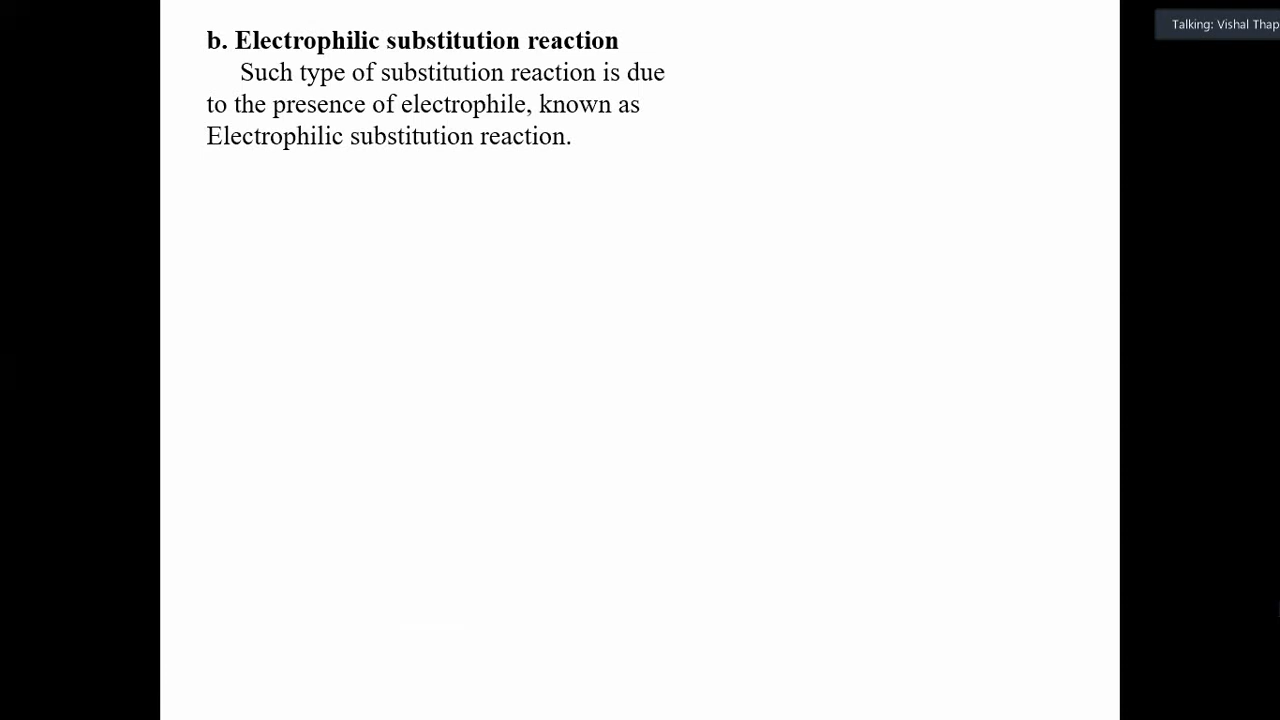 b. Electrophilic substitution reaction
Such type of substitution reaction is due
to the presence of electrophile, known as
Electrophilic substitution reaction.
Talking: Vishal Thap